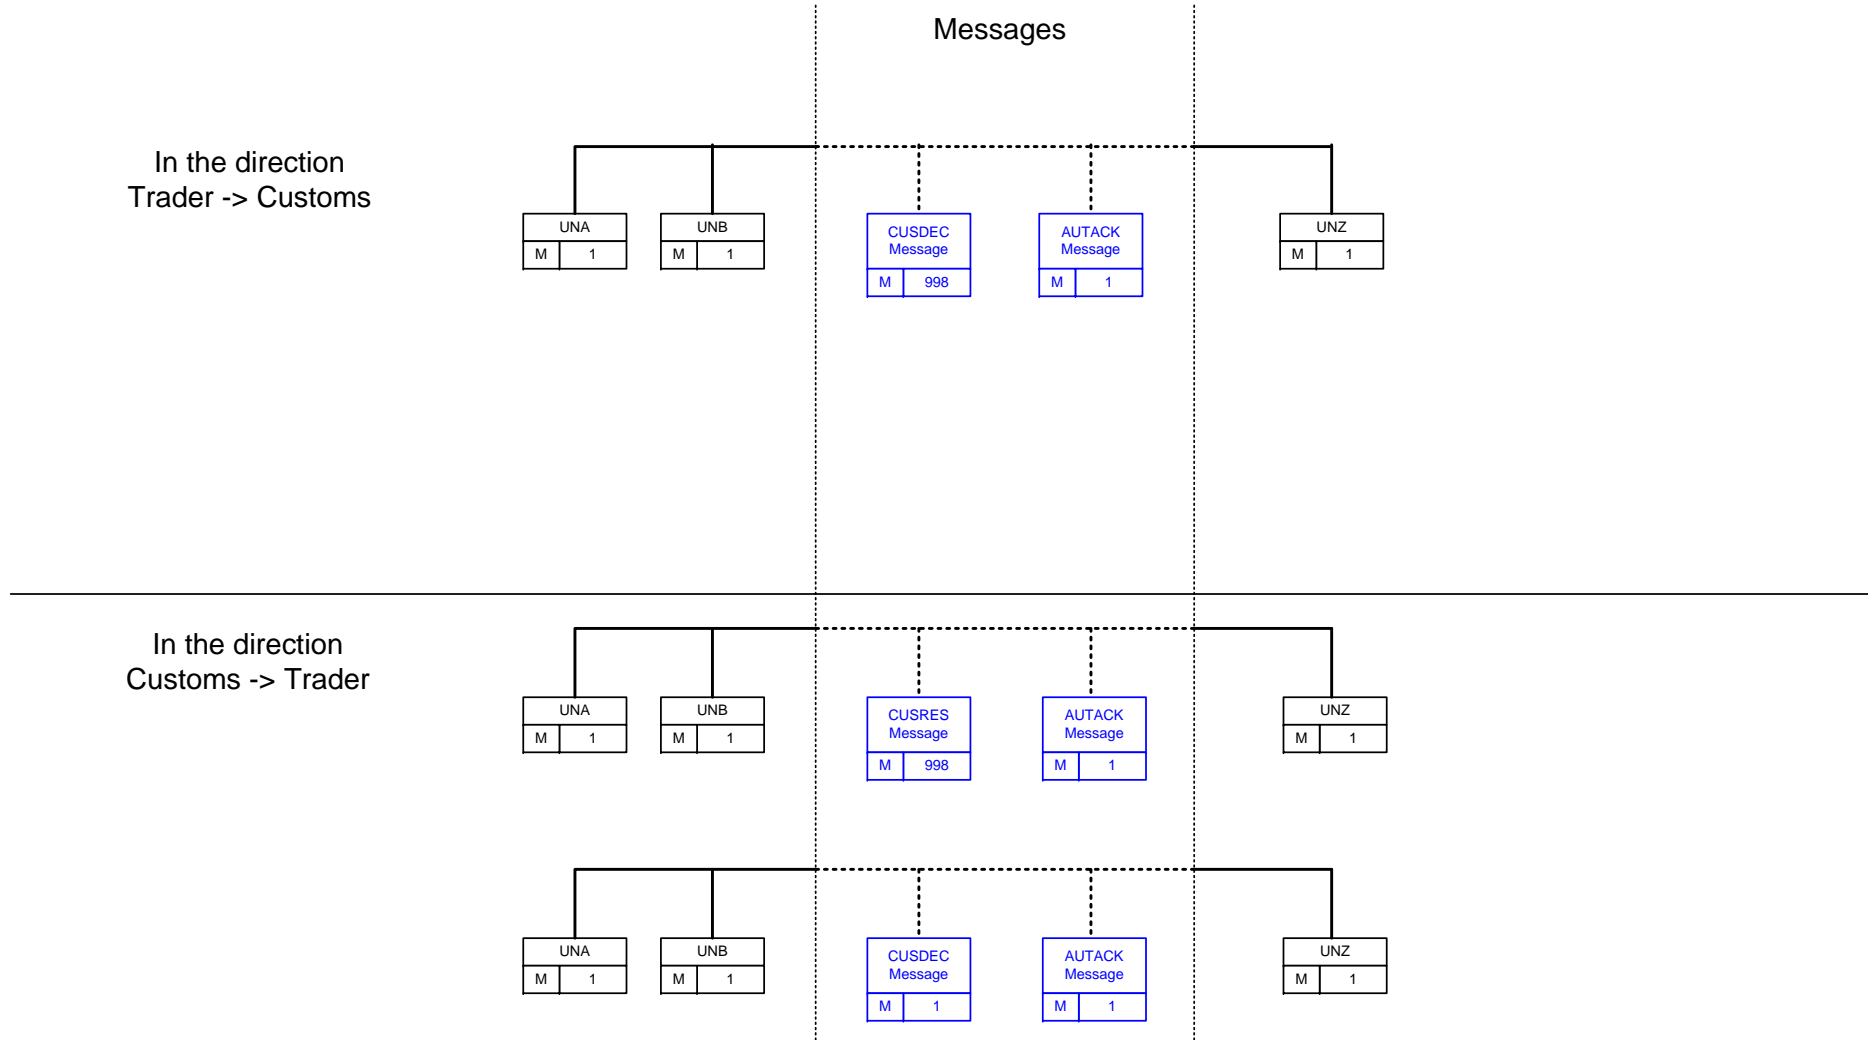 Messages
In the direction
Trader -> Customs
UNA
M 1
UNB
M 1
CUSDEC
Message
M 998
AUTACK
Message
M 1
UNZ
M 1
In the direction
Customs -> Trader
UNA
M 1
UNB
M 1
CUSRES
Message
M 998
AUTACK
Message
M 1
UNZ
M 1
UNA
M 1
UNB
M 1
CUSDEC
Message
M 1
AUTACK
Message
M 1
UNZ
M 1